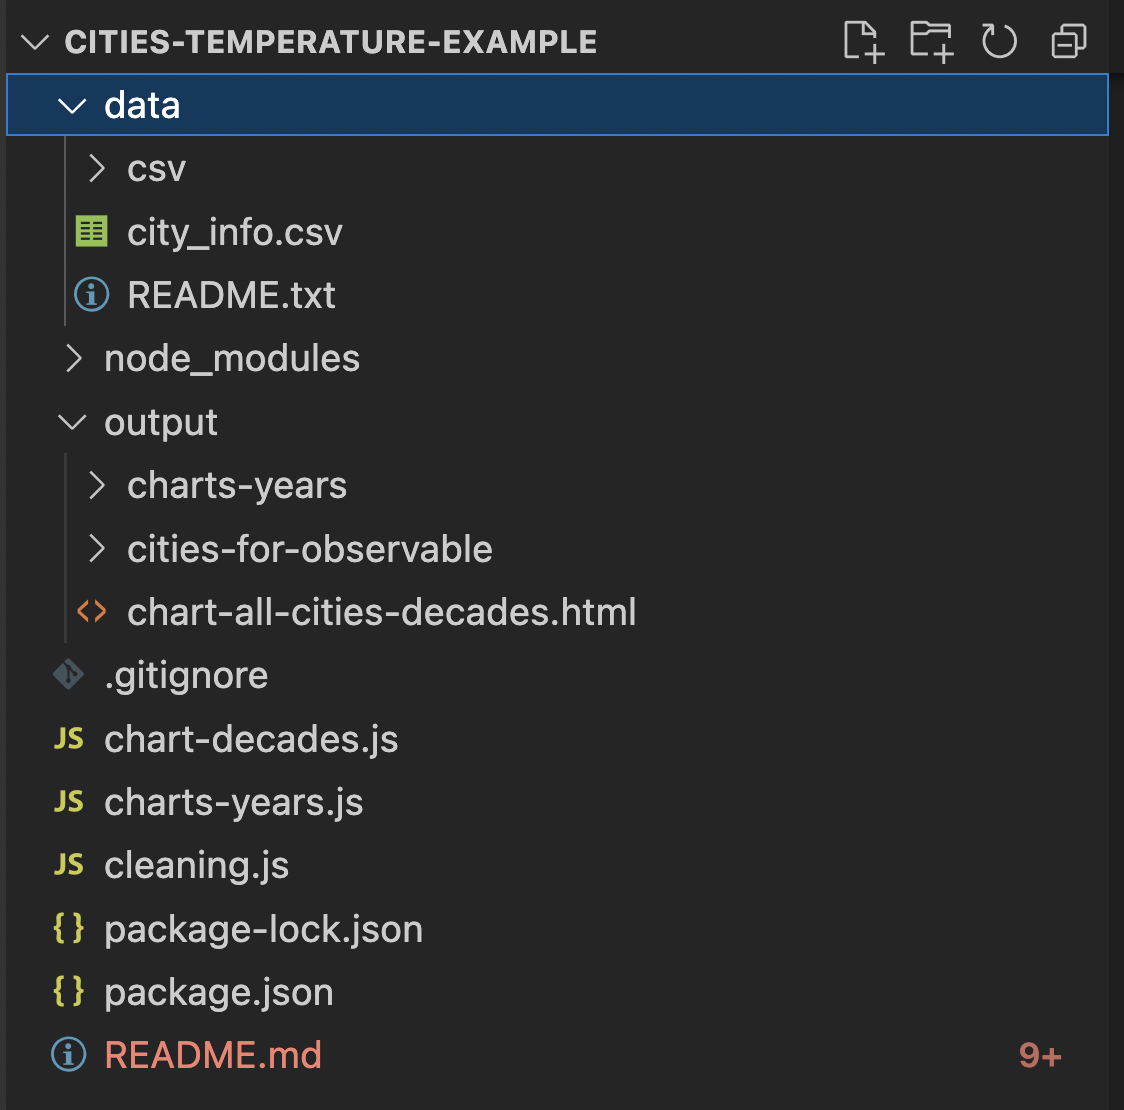 CITIES-TEMPERATURE-EXAMPLE
data
csv
city_info.csv
README.txt
node_modules
output
charts-years
cities-for-observable
chart-all-cities-decades.html
.gitignore
JS chart-decades.js
JS charts-years.js
JS cleaning.js
{} package-lock.json
{} package.json
README.md 9+